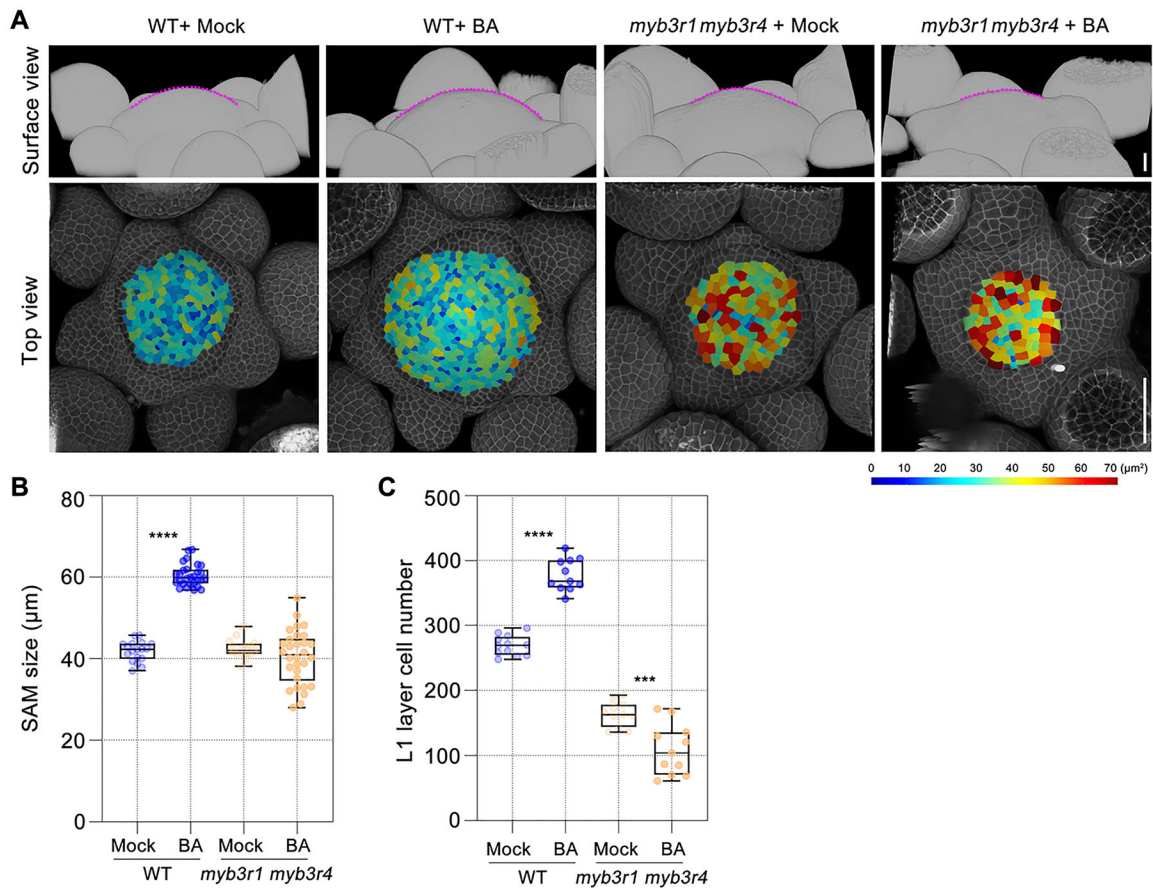 A
WT+ Mock
WT + BA
myb3r1 myb3r4 + Mock
myb3r1 myb3r4 + BA
Surface view
Top view
0 10 20 30 40 50 60 70 (μm²)
B
SAM size (μm)
80
60
40
20
0
****
Mock BA Mock BA
WT myb3r1 myb3r4
C
L1 layer cell number
500
400
300
200
100
0
****
***
Mock BA Mock BA
WT myb3r1 myb3r4